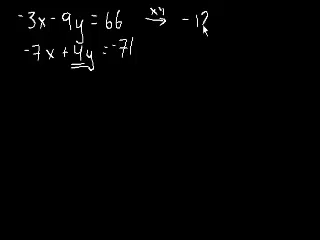 -3x - 9y = 66 x4→ -12
-7x + 4y = -71